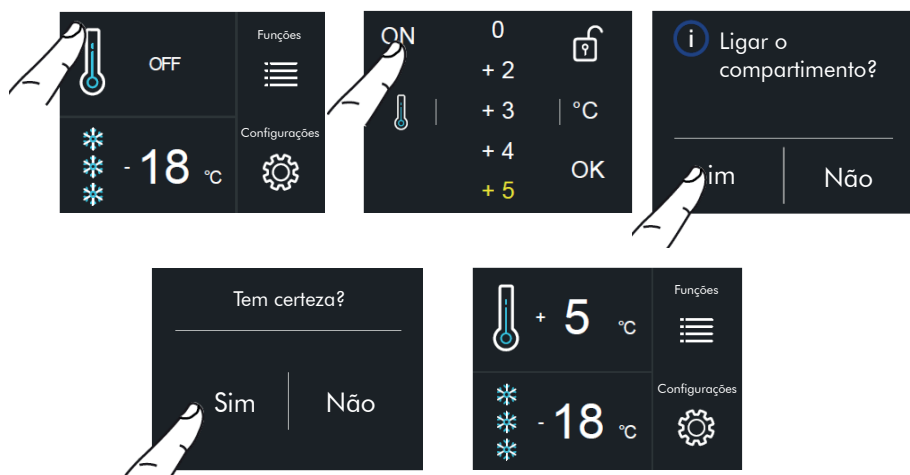 OFF
Funções
- 18 °C
Configurações
ON
0
+ 2
+ 3
°C
+ 4
OK
+ 5
i
Ligar o
compartimento?
im
Não
Tem certeza?
Sim
Não
+ 5 °C
Funções
- 18 °C
Configurações